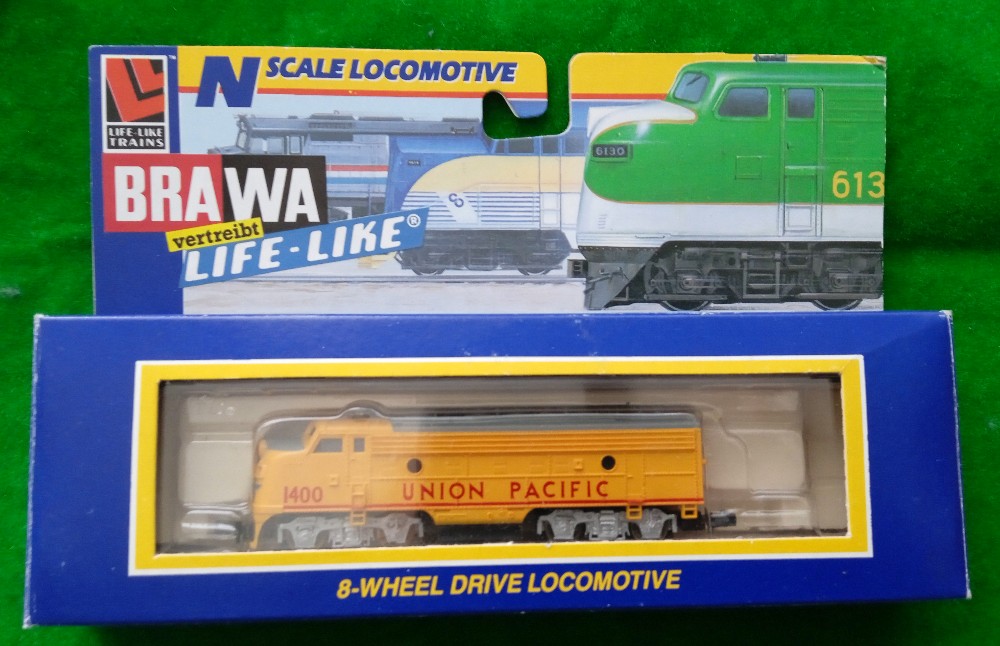 LIFE-LIKE
TRAINS
N SCALE LOCOMOTIVE
BRAWA
vertreibt
LIFE-LIKE®
6130
613
1400
UNION PACIFIC
8-WHEEL DRIVE LOCOMOTIVE